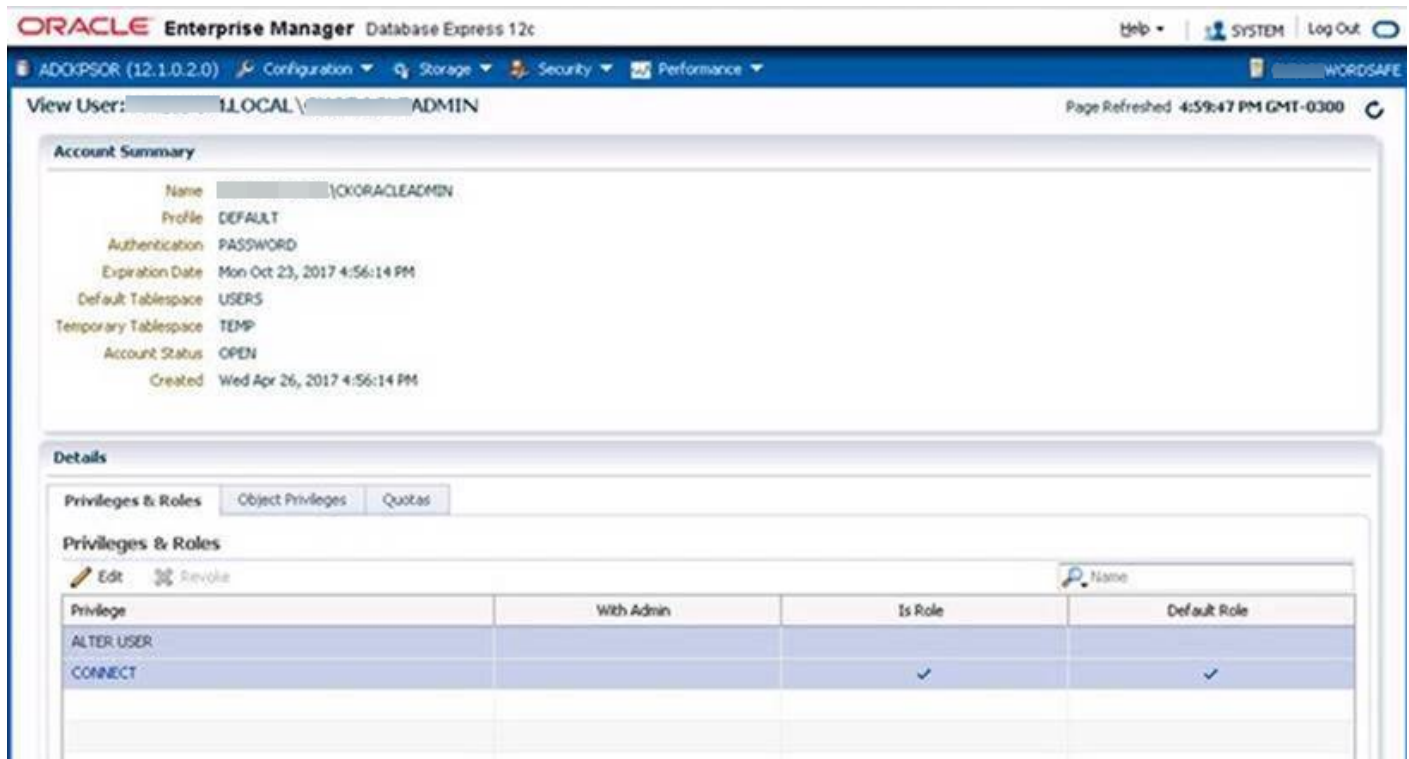 ORACLE Enterprise Manager Database Express 12c Help SYSTEM Log Out
ADCKPSOR (12.1.0.2.0) Configuration Storage Security Performance WORDSAFE
View User: LOCAL\ ADMIN Page Refreshed 4:59:47 PM GMT-0300
Account Summary
Name \CKORACLEADMIN
Profile DEFAULT
Authentication PASSWORD
Expiration Date Mon Oct 23, 2017 4:56:14 PM
Default Tablespace USERS
Temporary Tablespace TEMP
Account Status OPEN
Created Wed Apr 26, 2017 4:56:14 PM
Details
Privileges & Roles Object Privileges Quotas
Privileges & Roles
Edit Revoke Name
Privilege With Admin Is Role Default Role
ALTER USER
CONNECT